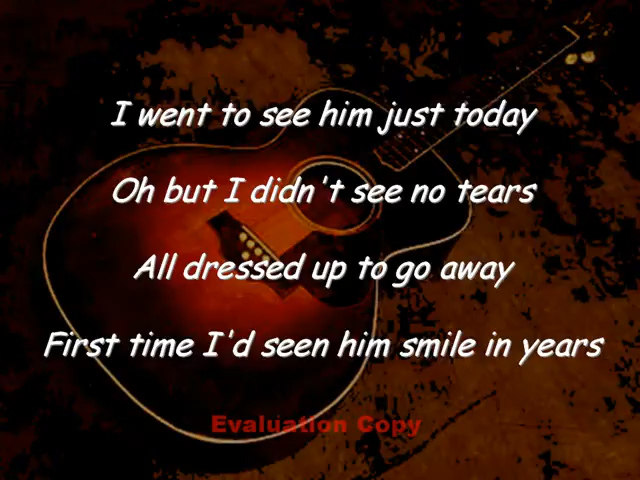 I went to see him just today
Oh but I didn't see no tears
All dressed up to go away
First time I'd seen him smile in years
Evaluation Copy